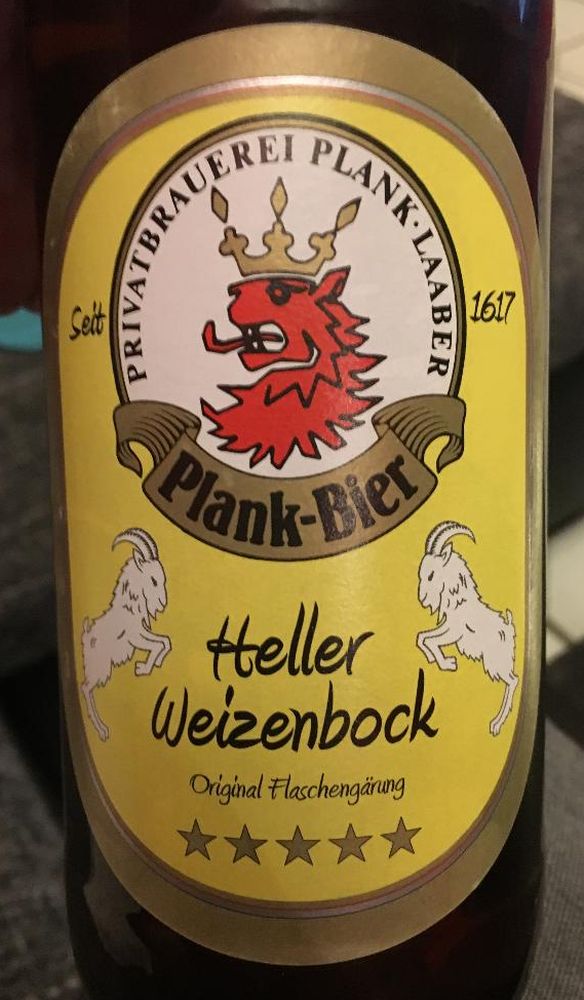 PRIVATBRAUEREI PLANK·LAABER
Seit 1617
Plank-Bier
Heller
Weizenbock
Original Flaschengärung